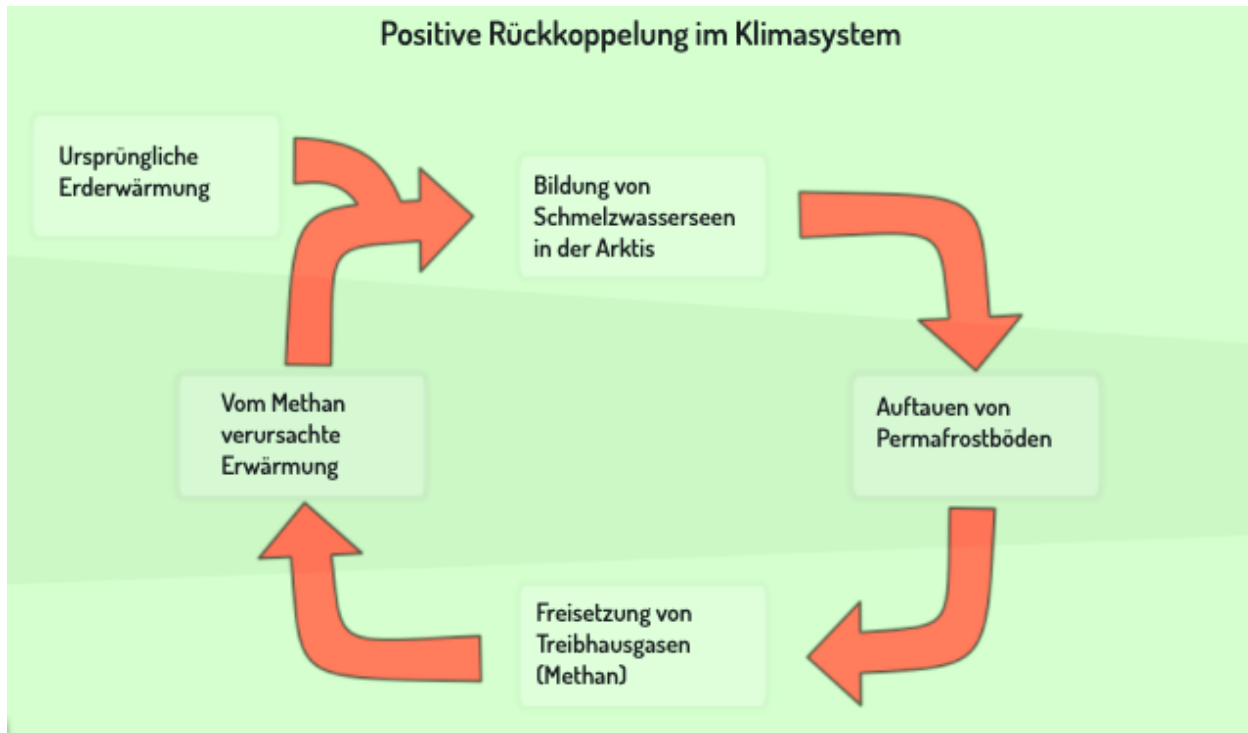 Positive Rückkoppelung im Klimasystem
Ursprüngliche
Erderwärmung
Bildung von
Schmelzwasserseen
in der Arktis
Auftauen von
Permafrostböden
Freisetzung von
Treibhausgasen
(Methan)
Vom Methan
verursachte
Erwärmung